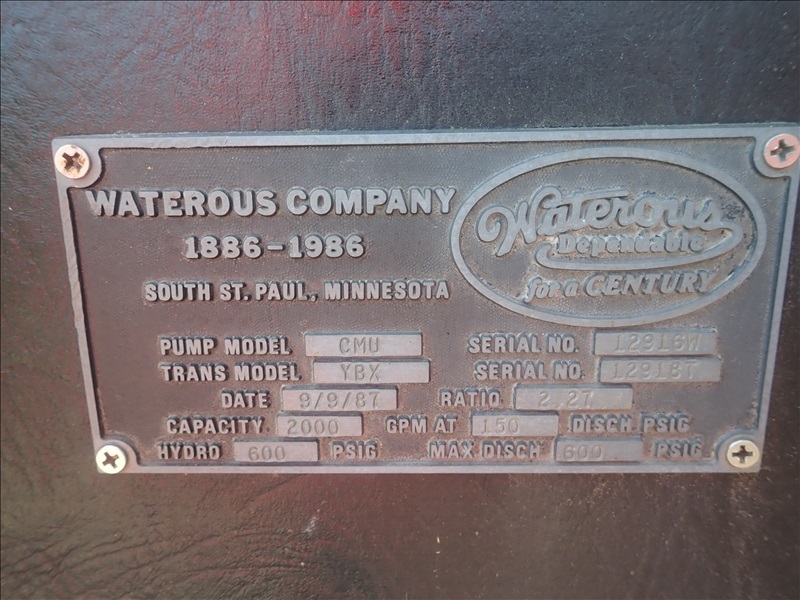 WATEROUS COMPANY
1886-1986
SOUTH ST. PAUL, MINNESOTA
Waterous
Dependable
for a CENTURY
PUMP MODEL CMU SERIAL NO. 12916W
TRANS MODEL YBX SERIAL NO. 12918T
DATE 9/9/87 RATIO 2.27
CAPACITY 2000 GPM AT 150 DISCH PSIG
HYDRO 600 PSIG MAX DISCH 600 PSIG